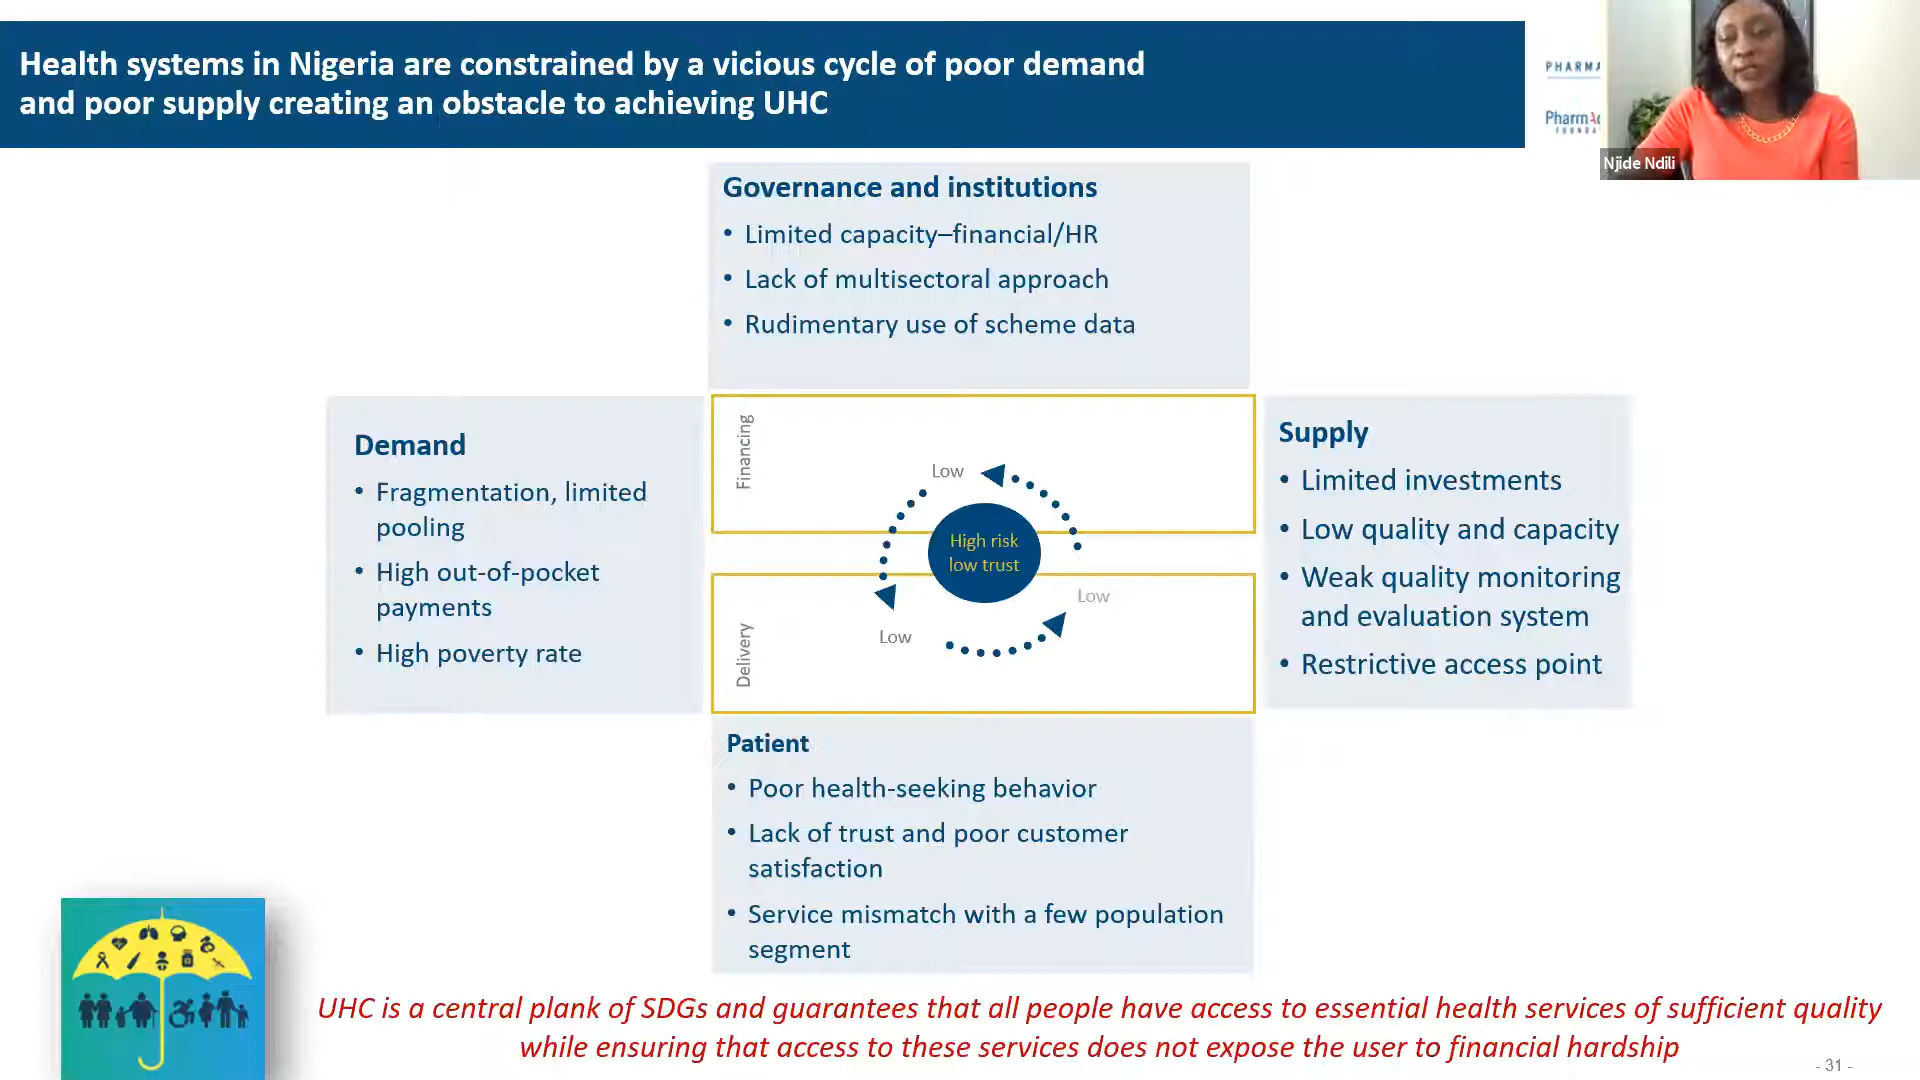 Health systems in Nigeria are constrained by a vicious cycle of poor demand
and poor supply creating an obstacle to achieving UHC
Njide Ndili
Governance and institutions
• Limited capacity–financial/HR
• Lack of multisectoral approach
• Rudimentary use of scheme data
Demand
• Fragmentation, limited
pooling
• High out-of-pocket
payments
• High poverty rate
Financing
Low
High risk
low trust
Low
Low
Delivery
Supply
• Limited investments
• Low quality and capacity
• Weak quality monitoring
and evaluation system
• Restrictive access point
Patient
• Poor health-seeking behavior
• Lack of trust and poor customer
satisfaction
• Service mismatch with a few population
segment
UHC is a central plank of SDGs and guarantees that all people have access to essential health services of sufficient quality
while ensuring that access to these services does not expose the user to financial hardship
- 31 -